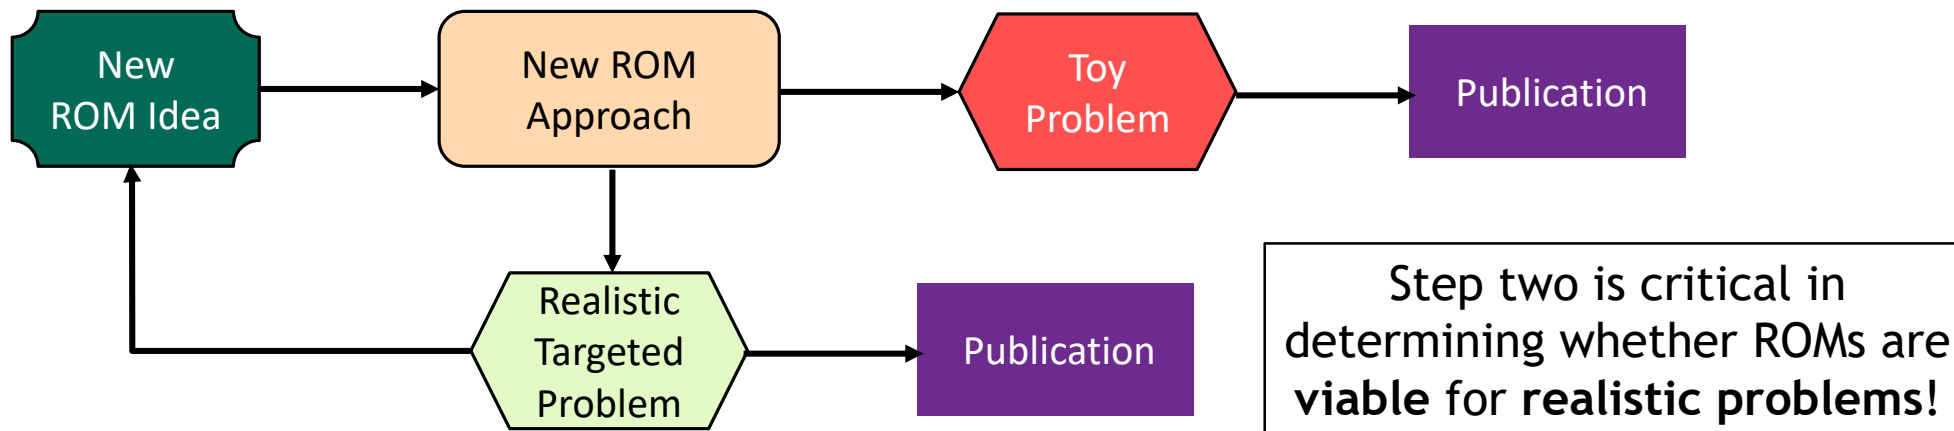 New
ROM Idea
New ROM
Approach
Toy
Problem
Publication
Realistic
Targeted
Problem
Publication
Step two is critical in
determining whether ROMs are
viable for realistic problems!